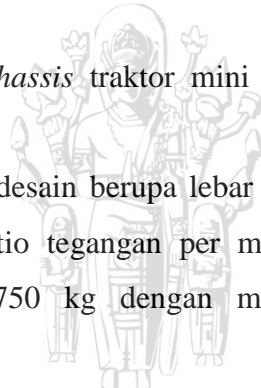 hassis traktor mini
desain berupa lebar
tio tegangan per m
750 kg dengan m